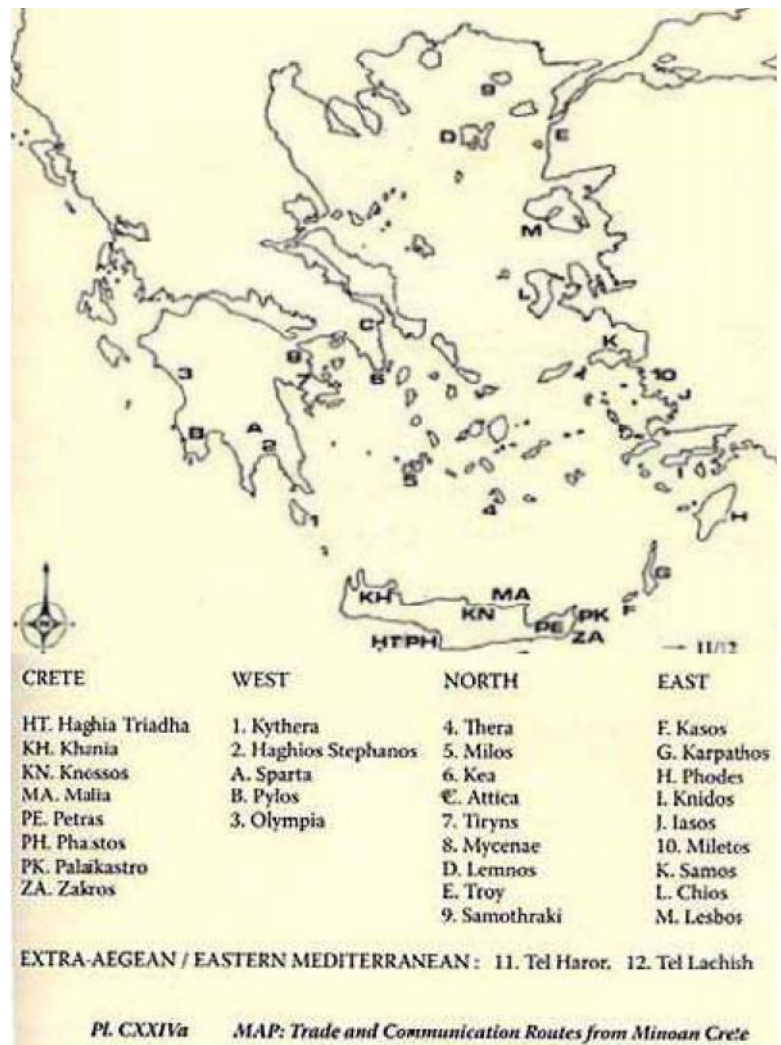 9
D
E
M
L
C
K
8
3
7
6
10
J
B
A
2
5
I
4
H
1
G
KH
MA
F
KN
PK
PE
HT PH
ZA
N
→ 11/12
CRETE
HT. Haghia Triadha
KH. Khania
KN. Knossos
MA. Malia
PE. Petras
PH. Phaistos
PK. Palaikastro
ZA. Zakros
WEST
1. Kythera
2. Haghios Stephanos
A. Sparta
B. Pylos
3. Olympia
NORTH
4. Thera
5. Milos
6. Kea
C. Attica
7. Tiryns
8. Mycenae
D. Lemnos
E. Troy
9. Samothraki
EAST
F. Kasos
G. Karpathos
H. Phodes
I. Knidos
J. Iasos
10. Miletos
K. Samos
L. Chios
M. Lesbos
EXTRA-AEGEAN / EASTERN MEDITERRANEAN : 11. Tel Haror, 12. Tel Lachish
Pl. CXXIVa MAP: Trade and Communication Routes from Minoan Crete